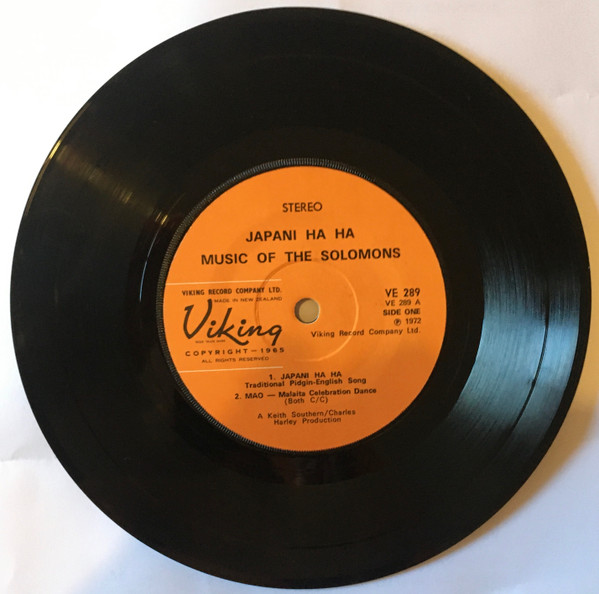 STEREO
JAPANI HA HA
MUSIC OF THE SOLOMONS
VIKING RECORD COMPANY LTD.
MADE IN NEW ZEALAND
Viking
COPYRIGHT — 1965
ALL RIGHTS RESERVED
VE 289
VE 289 A
SIDE ONE
℗ 1972
Viking Record Company Ltd.
1. JAPANI HA HA
Traditional Pidgin-English Song
2. MAO — Malaita Celebration Dance
(Both C/C)
A Keith Southern/Charles
Harley Production